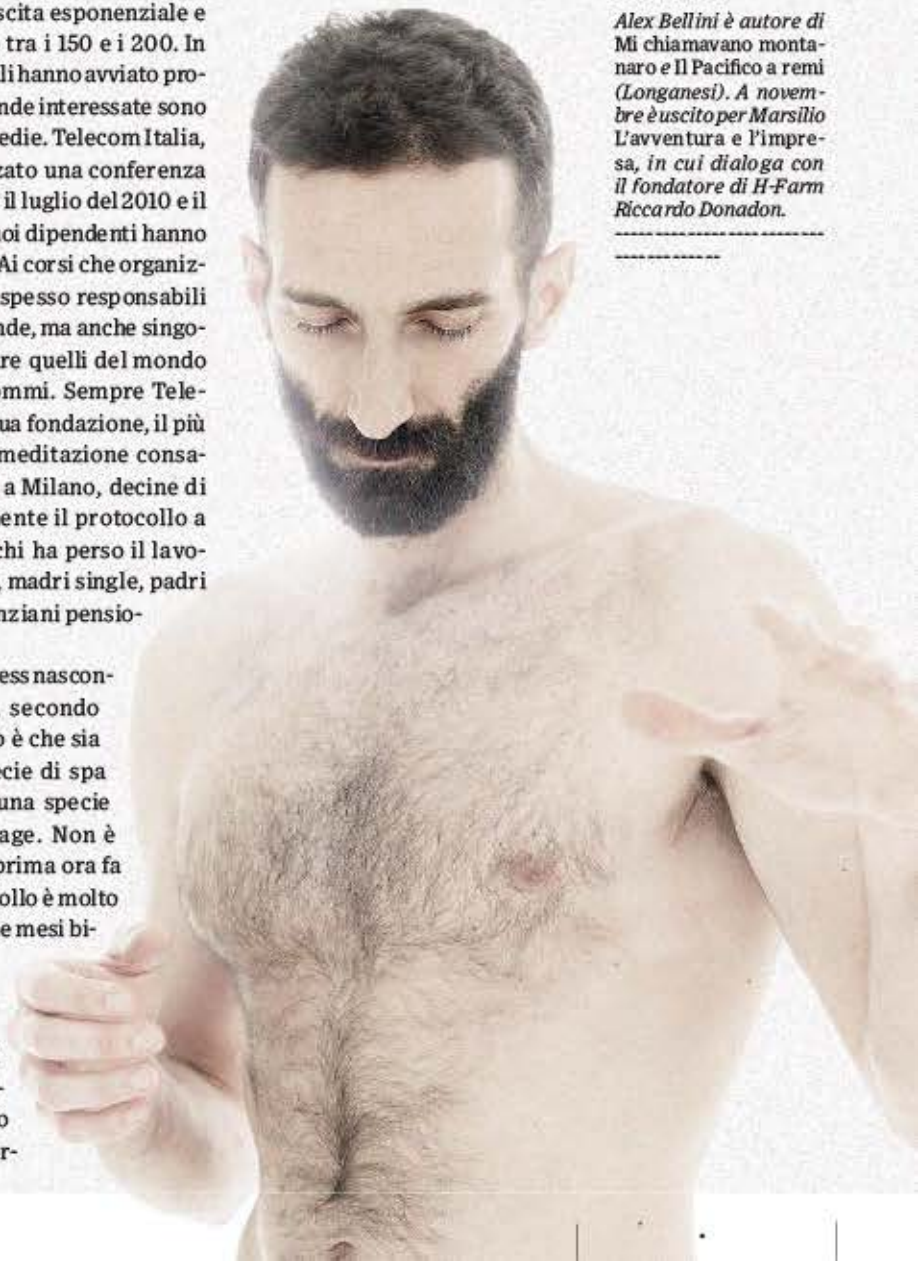 scita esponenziale e
tra i 150 e i 200. In
li hanno avviato pro-
nde interessate sono
edie. Telecom Italia,
zato una conferenza
il luglio del 2010 e il
oi dipendenti hanno
Ai corsi che organiz-
spesso responsabili
nde, ma anche singo-
re quelli del mondo
ommi. Sempre Tele-
ua fondazione, il più
meditazione consa-
a Milano, decine di
ente il protocollo a
chi ha perso il lavo-
, madri single, padri
nziani pensio-
ess nascon-
secondo
o è che sia
ecie di spa
una specie
age. Non è
prima ora fa
ollo è molto
e mesi bi-
-
o
r-
Alex Bellini è autore di
Mi chiamavano monta-
naro e Il Pacifico a remi
(Longanesi). A novem-
bre è uscito per Marsilio
L'avventura e l'impre-
sa, in cui dialoga con
il fondatore di H-Farm
Riccardo Donadon.